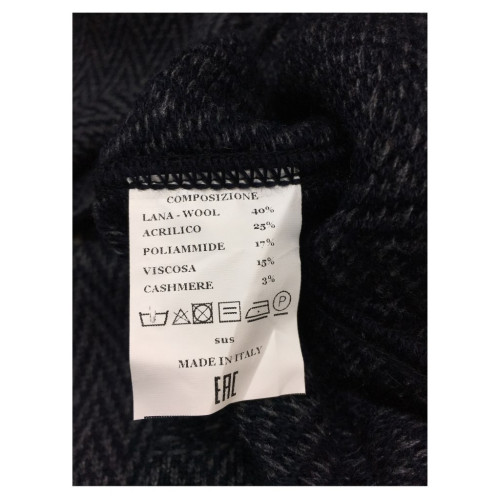 COMPOSIZIONE
LANA - WOOL 40%
ACRILICO 25%
POLIAMMIDE 17%
VISCOSA 15%
CASHMERE 3%
P
sus
MADE IN ITALY
EAC